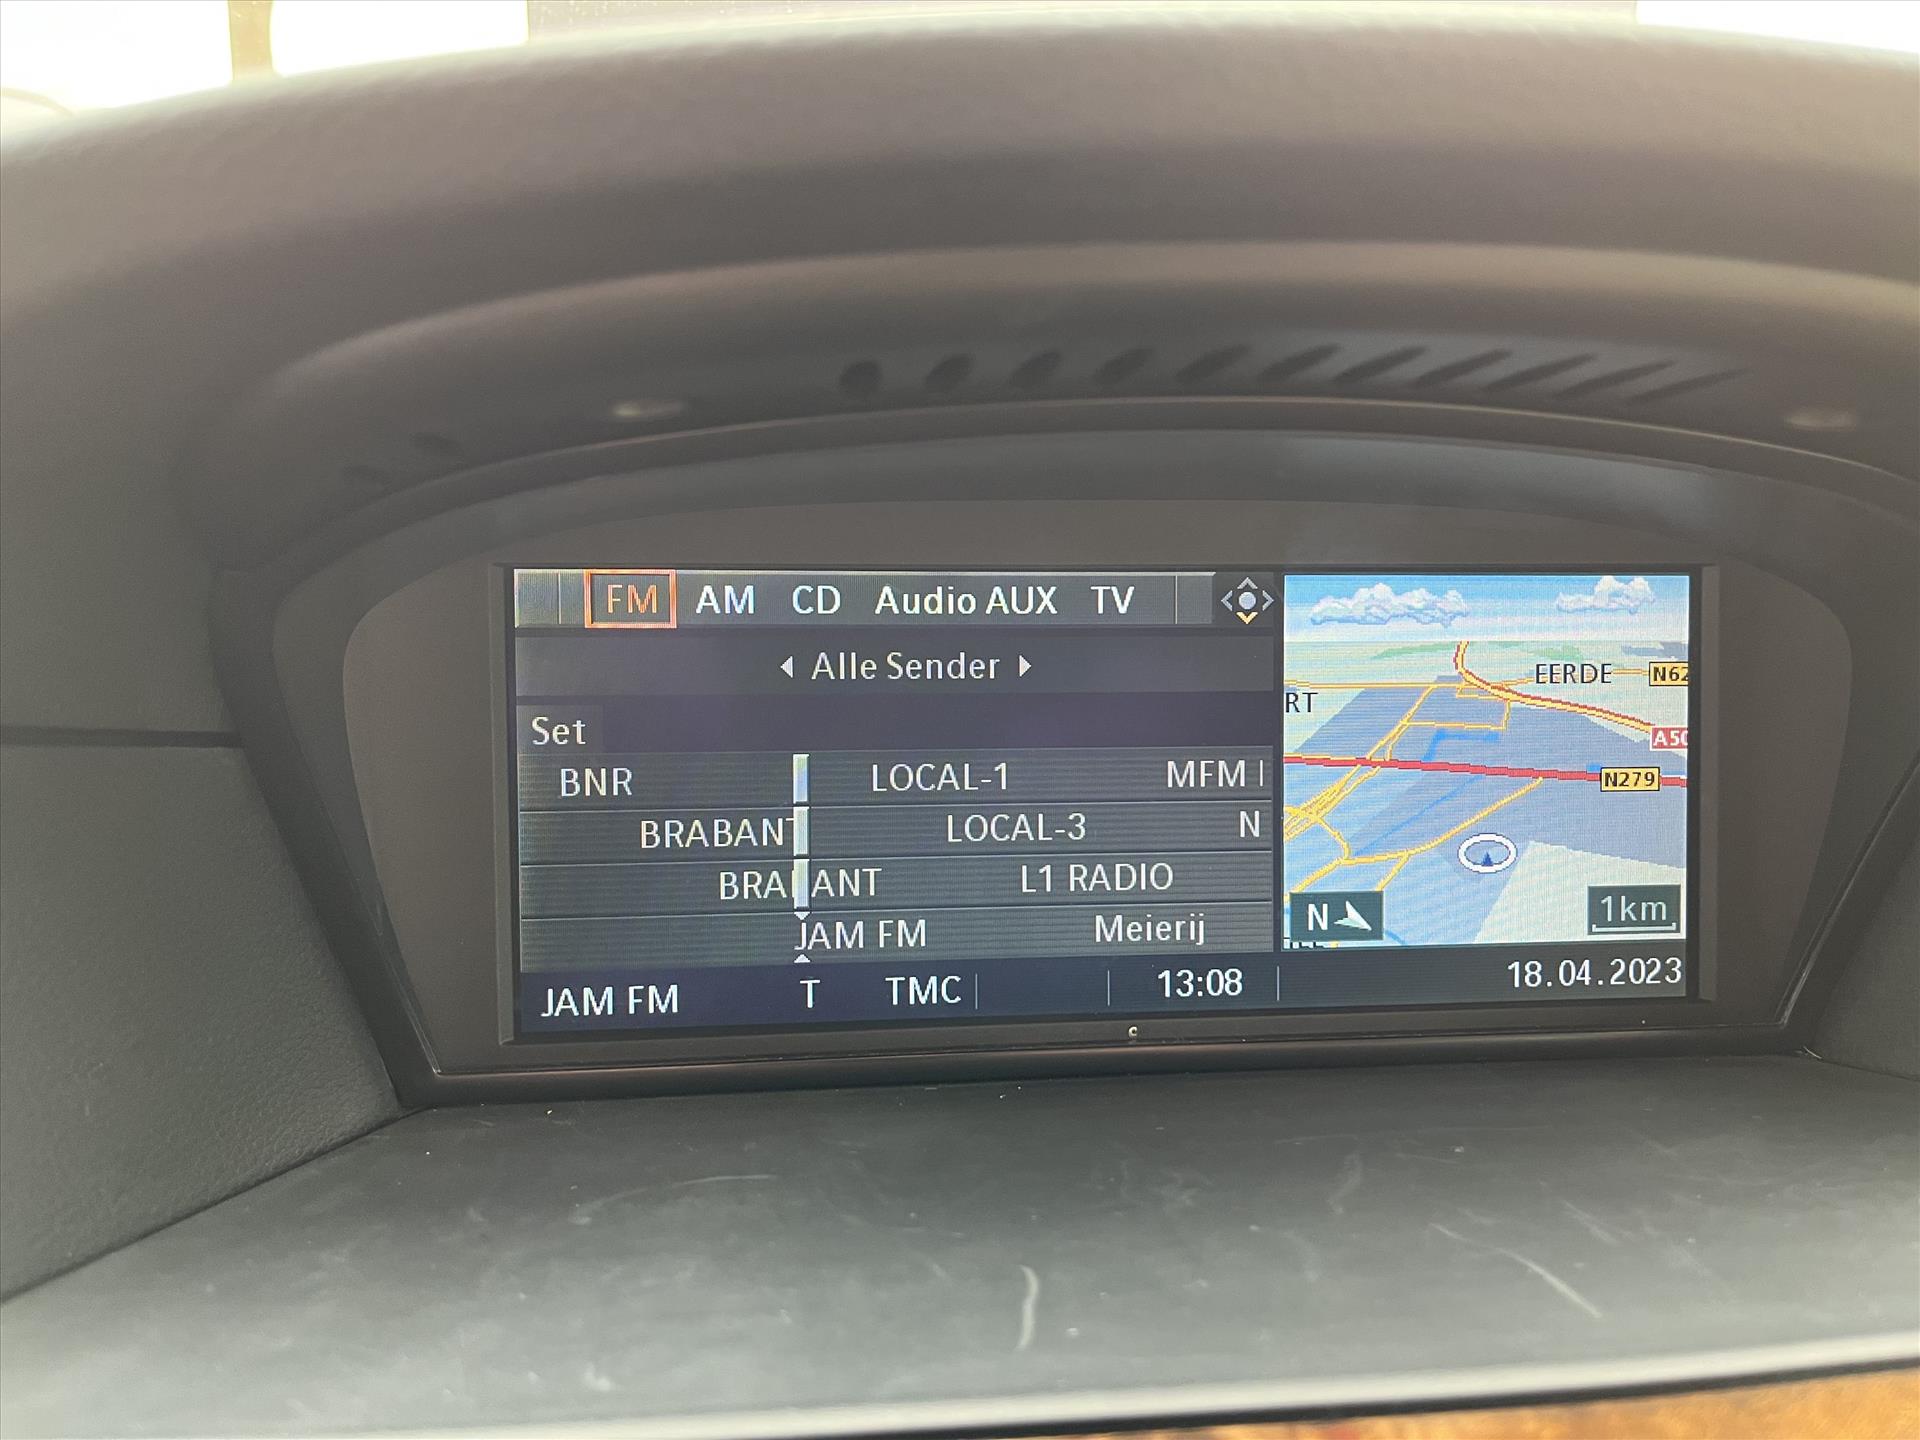 FM AM CD Audio AUX TV
Alle Sender
Set
BNR LOCAL-1 MFM
BRABANT LOCAL-3 N
BRABANT L1 RADIO
JAM FM Meierij
JAM FM T TMC 13:08 18.04.2023
EERDE N62
RT
A50
N279
N 1km